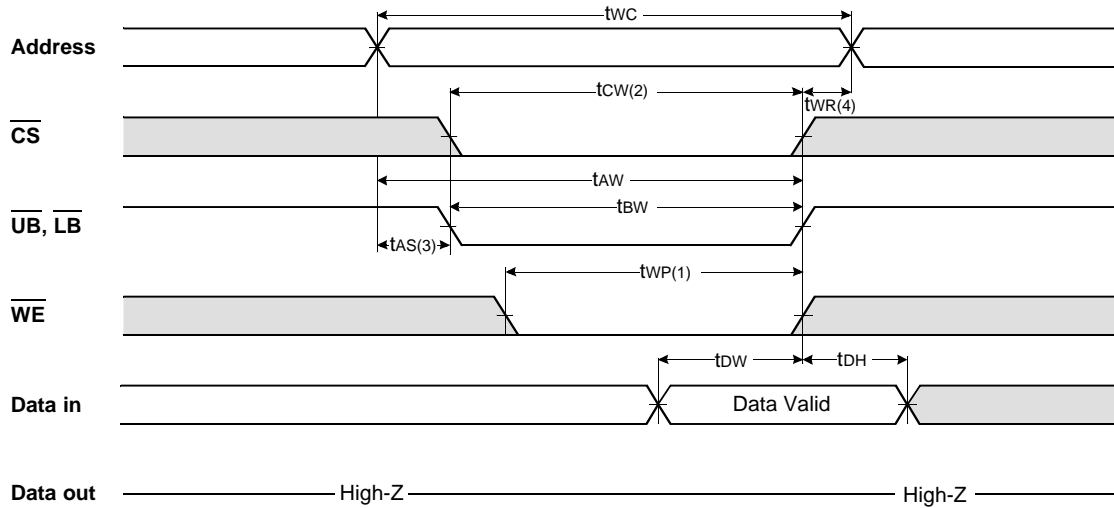 tWC
Address
tCW(2)
tWR(4)
CS
tAW
UB, LB
tBW
tAS(3)
tWP(1)
WE
tDW
tDH
Data in
Data Valid
Data out
High-Z
High-Z